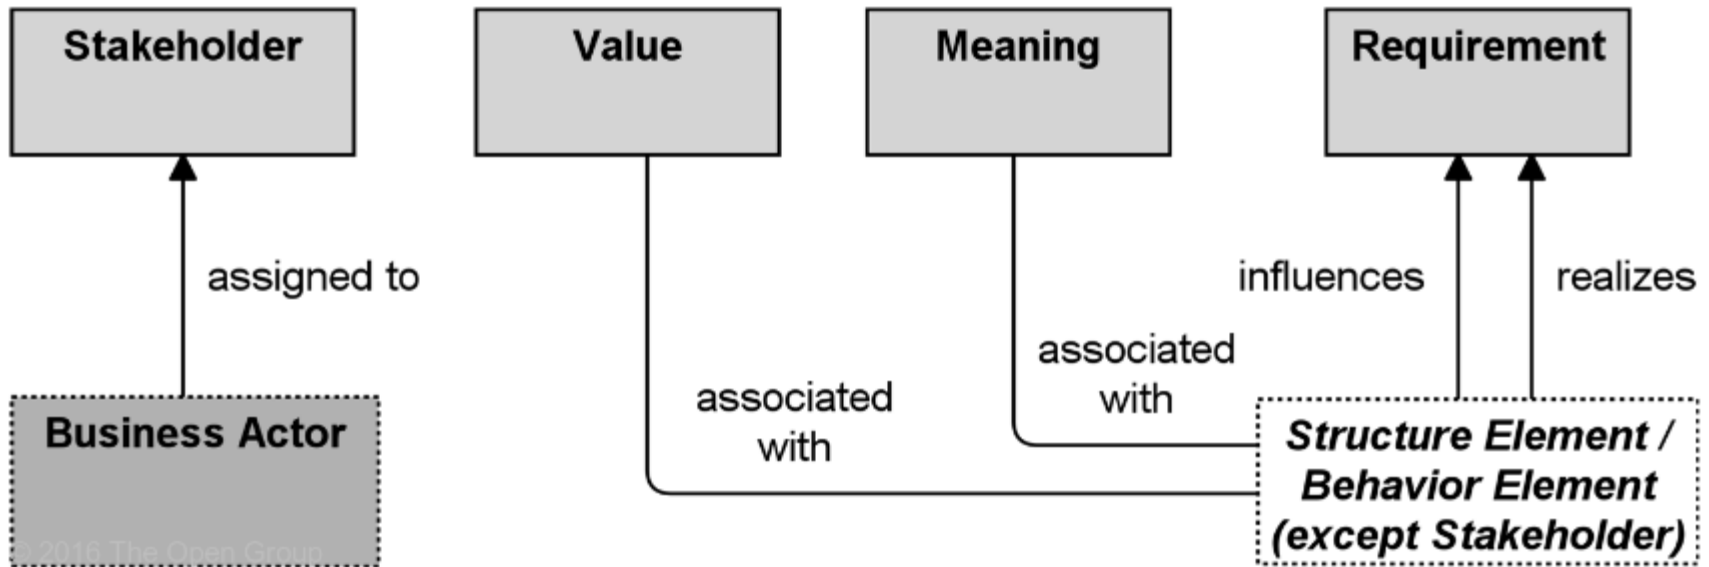 Stakeholder
Value
Meaning
Requirement
assigned to
influences
realizes
associated
with
associated
with
Business Actor
Structure Element /
Behavior Element
(except Stakeholder)
© 2016 The Open Group